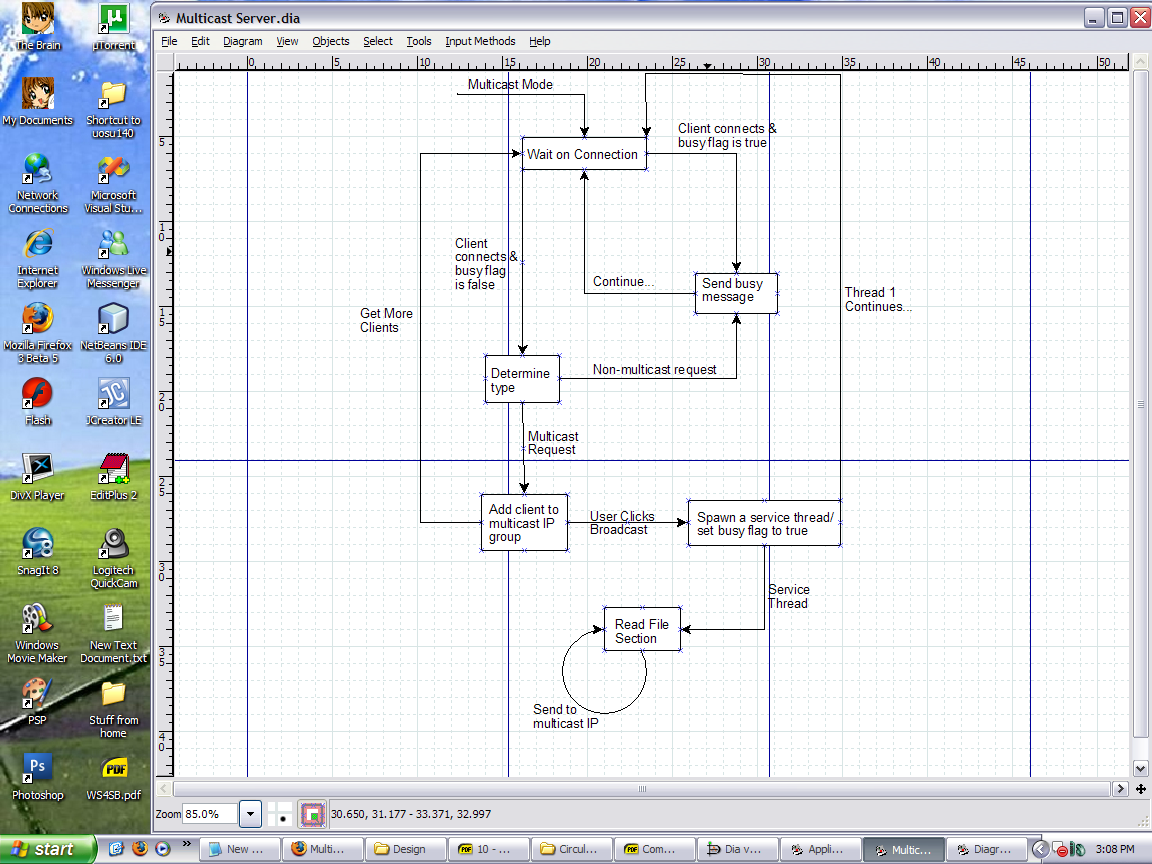 Multicast Server.dia
File Edit Diagram View Objects Select Tools Input Methods Help
The Brain
µTorrent
My Documents
Shortcut to
uosu140
Network
Connections
Microsoft
Visual Stu...
Internet
Explorer
Windows Live
Messenger
Mozilla Firefox
3 Beta 5
NetBeans IDE
6.0
Flash
JCreator LE
DivX Player
EditPlus 2
SnagIt 8
Logitech
QuickCam
Windows
Movie Maker
New Text
Document.txt
PSP
Stuff from
home
Photoshop
WS4SB.pdf
0 5 10 15 20 25 30 35 40 45 50
5
10
15
20
25
30
35
40
Multicast Mode
Wait on Connection
Client connects &
busy flag is true
Client
connects &
busy flag
is false
Continue...
Send busy
message
Thread 1
Continues...
Get More
Clients
Determine
type
Non-multicast request
Multicast
Request
Add client to
multicast IP
group
User Clicks
Broadcast
Spawn a service thread/
set busy flag to true
Service
Thread
Read File
Section
Send to
multicast IP
Zoom 85.0% 30.650, 31.177 - 33.371, 32.997
start
New ...
Multi...
Design
10 - ...
Circul...
Com...
Dia v...
Appli...
Multic...
Diagr...
3:08 PM